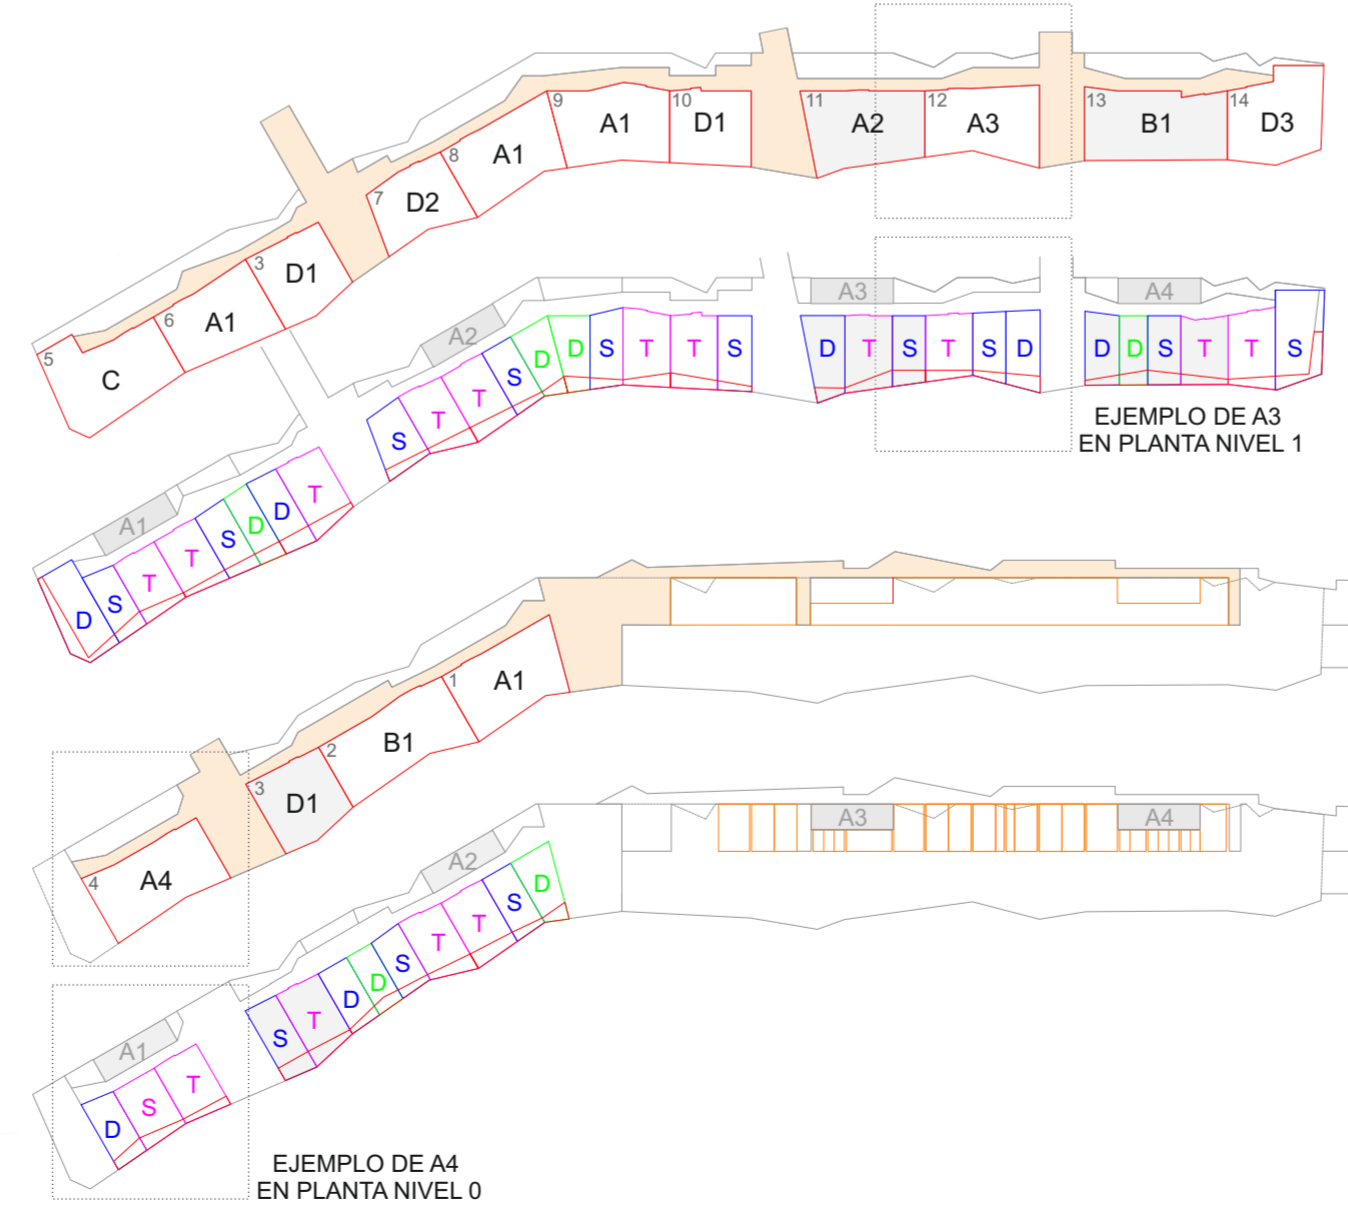 9 10 11 12 13 14
A1 D1 A2 A3 B1 D3
8 A1
7 D2
3 D1
6 A1
5 C
A3 A4
A2
D S T T S D T S T S D D D S T T S
S T T S D
EJEMPLO DE A3
EN PLANTA NIVEL 1
A1
D S T T S D D T
1 A1
2 B1
3 D1
4 A4
A3 A4
A2
S T D D S T T S D
A1
D S T
EJEMPLO DE A4
EN PLANTA NIVEL 0